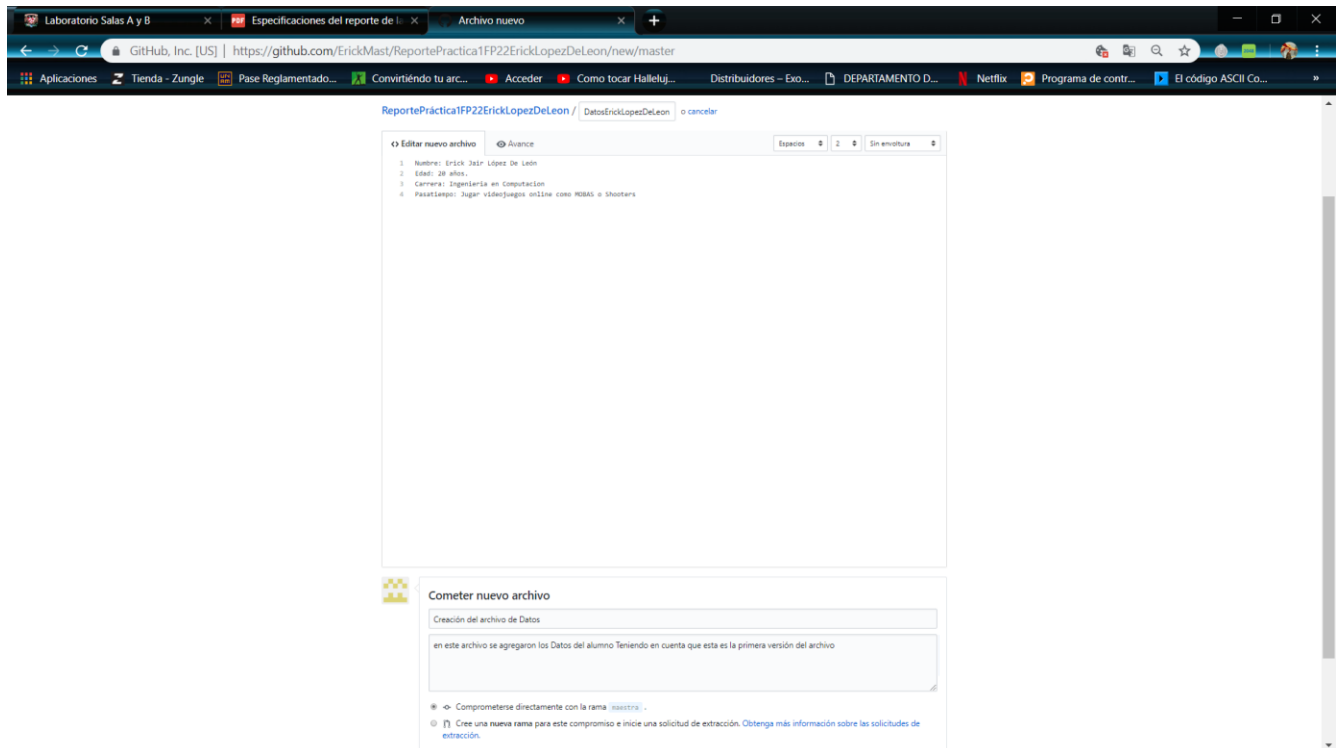 Laboratorio Salas A y B
PDF Especificaciones del reporte de la
Archivo nuevo
GitHub, Inc. [US] | https://github.com/ErickMast/ReportePractica1FP22ErickLopezDeLeon/new/master
Aplicaciones Tienda - Zungle Pase Reglamentado... Convirtiéndo tu arc... Acceder Como tocar Halleluj... Distribuidores – Exo... DEPARTAMENTO D... Netflix Programa de contr... El código ASCII Co... »
ReportePráctica1FP22ErickLopezDeLeon / DatosErickLopezDeLeon o cancelar
<> Editar nuevo archivo Avance Espacios 2 Sin envoltura
1 Nombre: Erick Jair López De León
2 Edad: 20 años.
3 Carrera: Ingeniería en Computacion
4 Pasatiempo: Jugar videojuegos online como MOBAS o Shooters
Cometer nuevo archivo
Creación del archivo de Datos
en este archivo se agregaron los Datos del alumno Teniendo en cuenta que esta es la primera versión del archivo
Comprometerse directamente con la rama maestra .
Cree una nueva rama para este compromiso e inicie una solicitud de extracción. Obtenga más información sobre las solicitudes de
extracción.